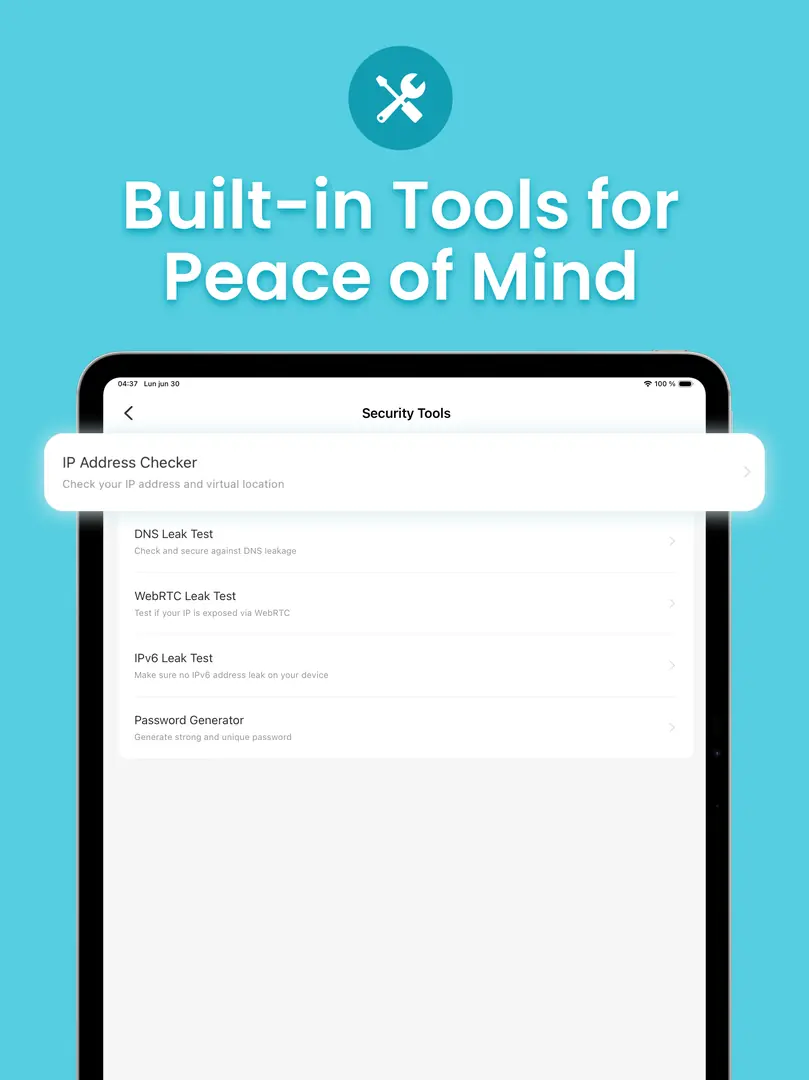 Built-in Tools for
Peace of Mind
04:37 Lun jun 30
100 %
Security Tools
IP Address Checker
Check your IP address and virtual location
DNS Leak Test
Check and secure against DNS leakage
WebRTC Leak Test
Test if your IP is exposed via WebRTC
IPv6 Leak Test
Make sure no IPv6 address leak on your device
Password Generator
Generate strong and unique password